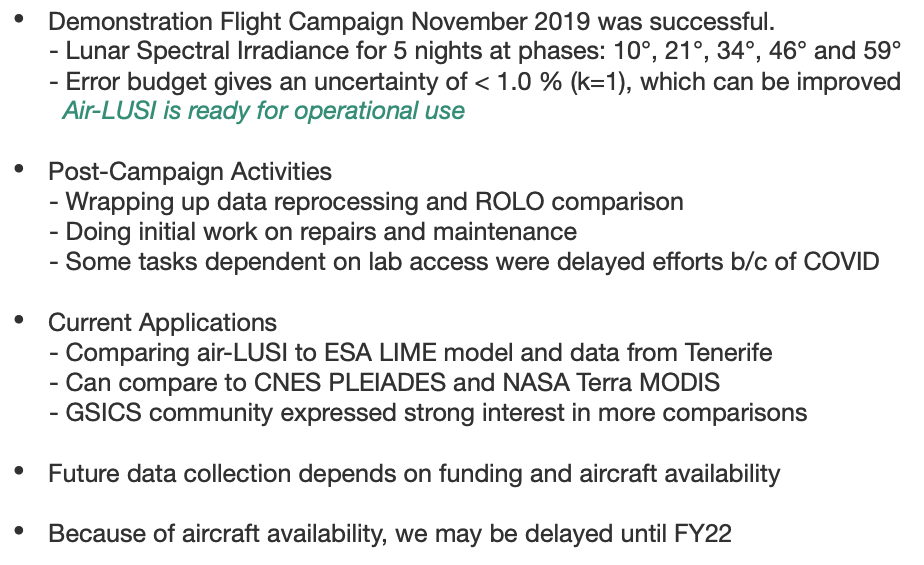 • Demonstration Flight Campaign November 2019 was successful.
- Lunar Spectral Irradiance for 5 nights at phases: 10°, 21°, 34°, 46° and 59°
- Error budget gives an uncertainty of < 1.0 % (k=1), which can be improved
Air-LUSI is ready for operational use
• Post-Campaign Activities
- Wrapping up data reprocessing and ROLO comparison
- Doing initial work on repairs and maintenance
- Some tasks dependent on lab access were delayed efforts b/c of COVID
• Current Applications
- Comparing air-LUSI to ESA LIME model and data from Tenerife
- Can compare to CNES PLEIADES and NASA Terra MODIS
- GSICS community expressed strong interest in more comparisons
• Future data collection depends on funding and aircraft availability
• Because of aircraft availability, we may be delayed until FY22